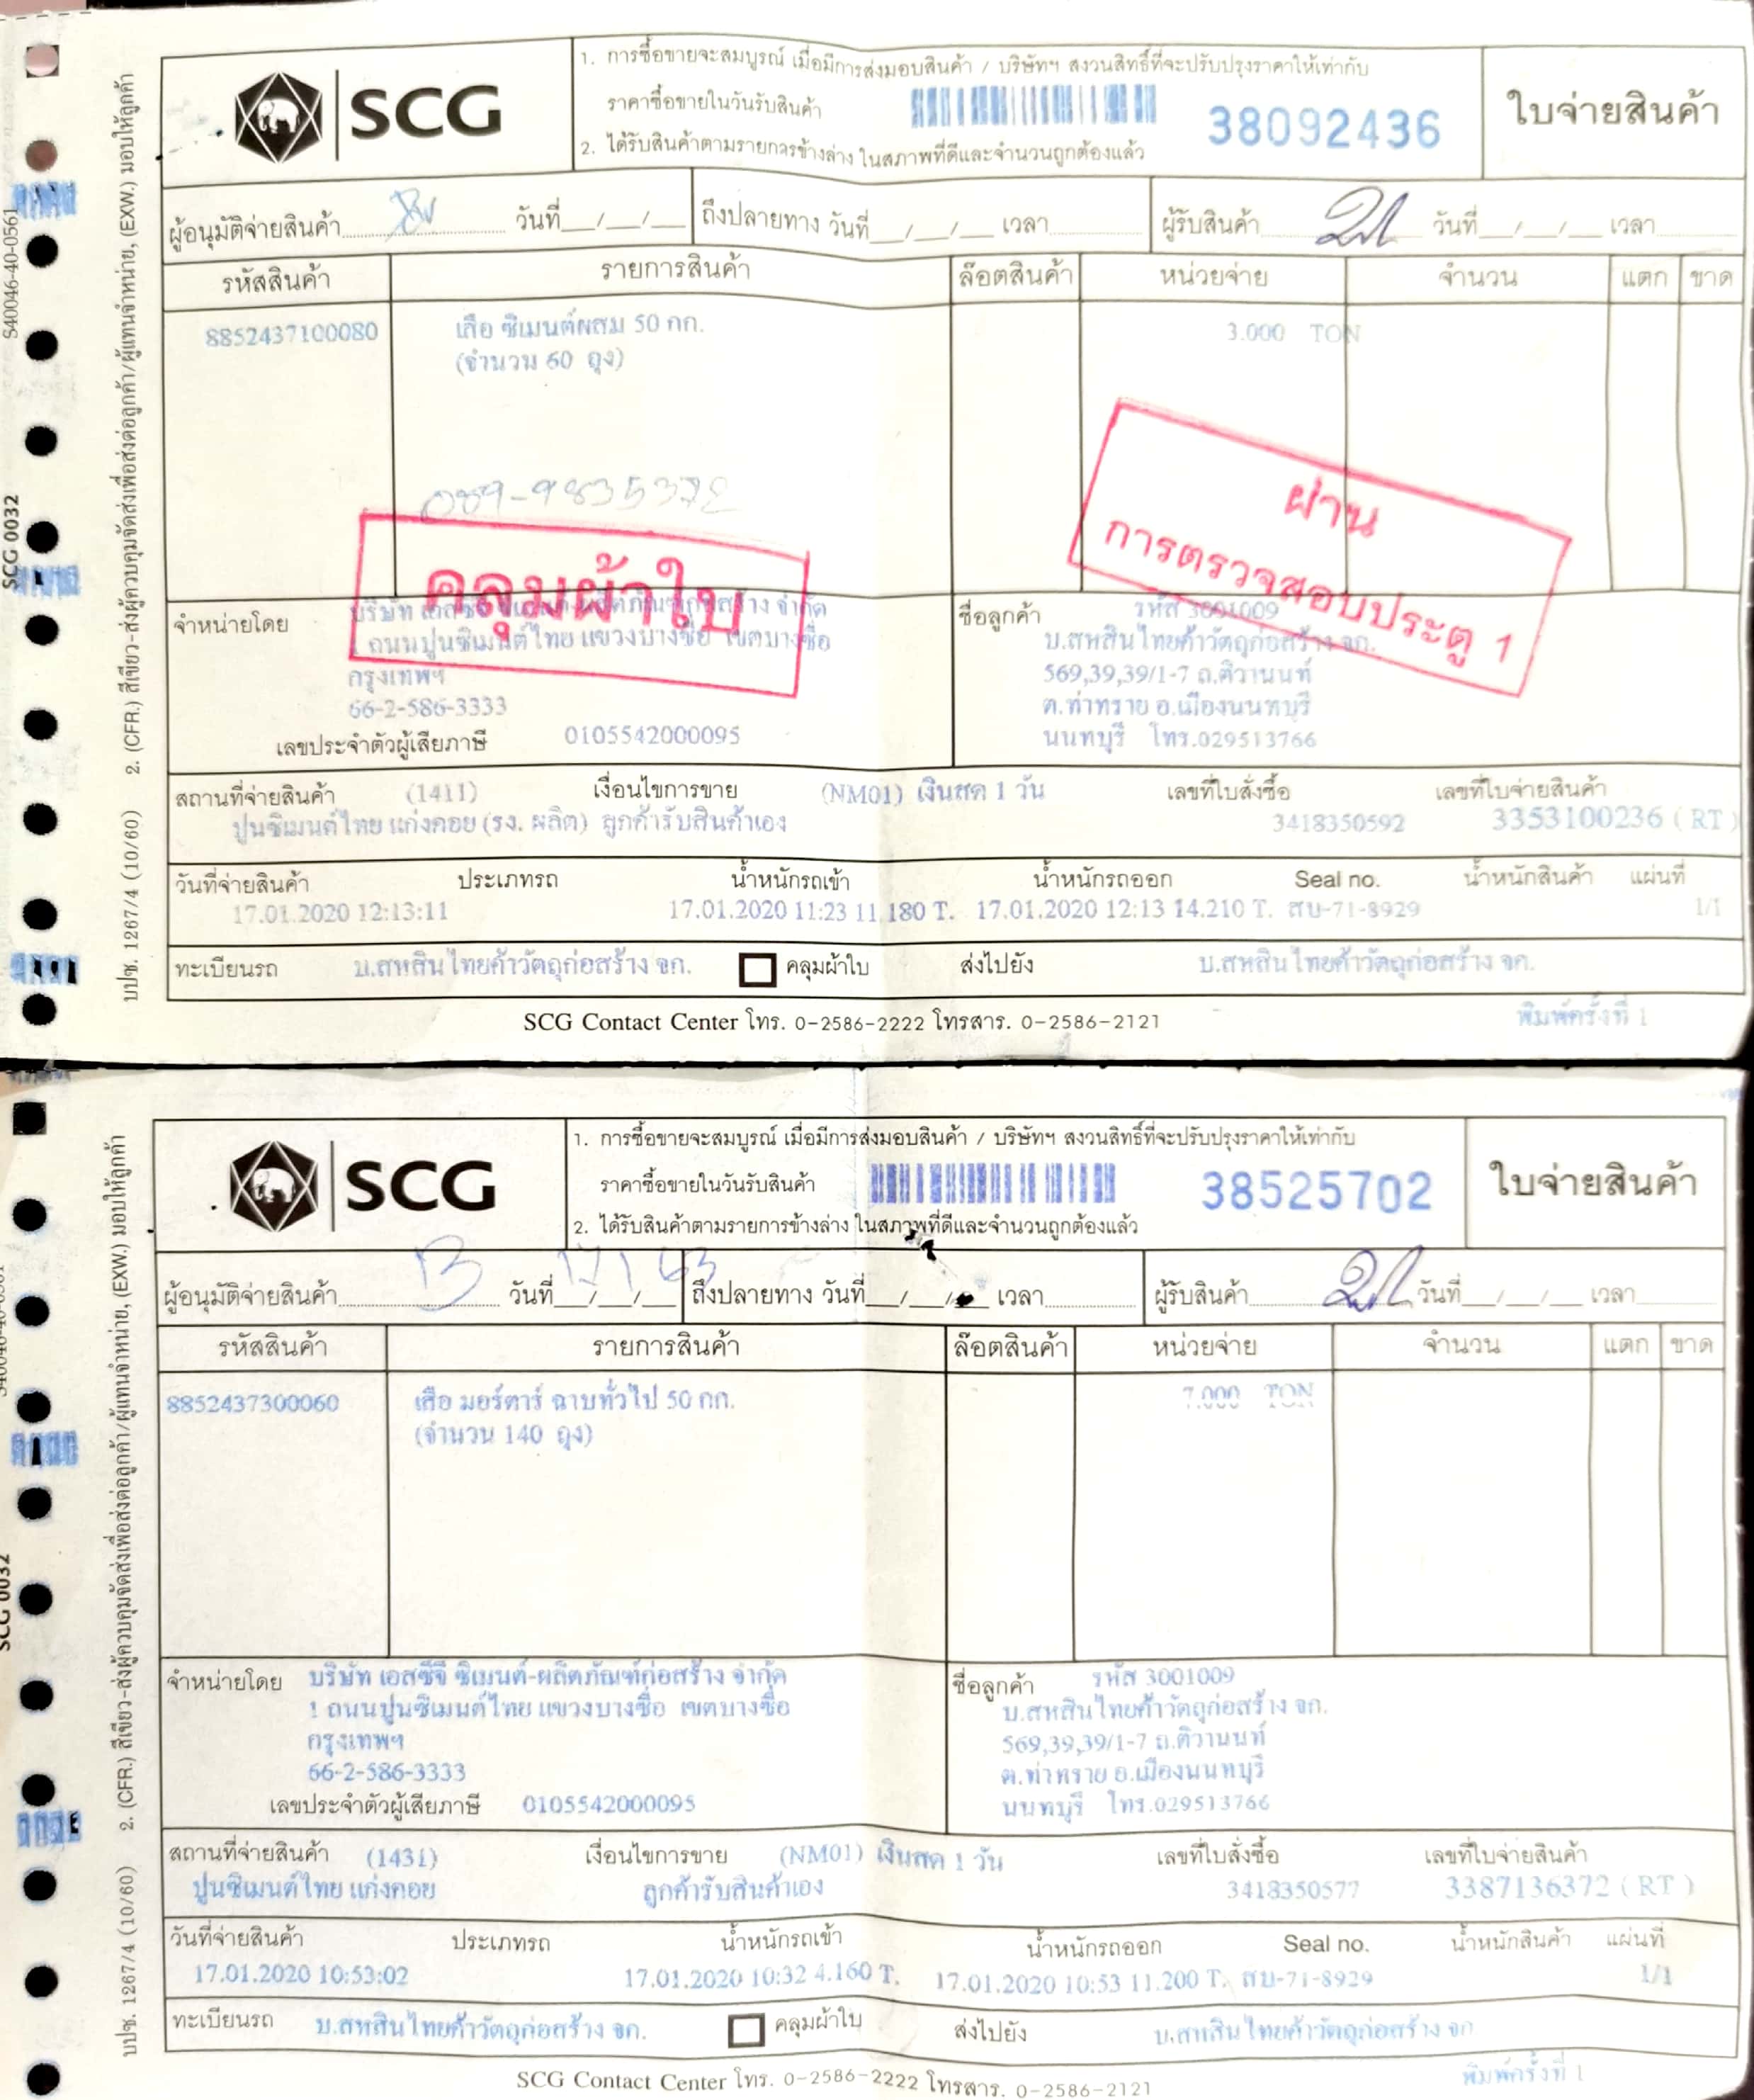 SCG
1. การซื้อขายจะสมบูรณ์ เมื่อมีการส่งมอบสินค้า / บริษัทฯ สงวนสิทธิ์ที่จะปรับปรุงราคาให้เท่ากับ
ราคาซื้อขายในวันรับสินค้า
38092436
2. ได้รับสินค้าตามรายการข้างล่าง ในสภาพที่ดีและจำนวนถูกต้องแล้ว
ใบจ่ายสินค้า
ผู้อนุมัติจ่ายสินค้า วันที่ / / ถึงปลายทาง วันที่ / / เวลา ผู้รับสินค้า วันที่ / / เวลา
รหัสสินค้า รายการสินค้า ล๊อตสินค้า หน่วยจ่าย จำนวน แตก ขาด
8852437100080 เสือ ซิเมนต์ผสม 50 กก. 3.000 TON
(จำนวน 60 ถุง)
089-9835372
คลุมผ้าใบ
ผ่าน
การตรวจสอบประตู 1
จำหน่ายโดย บริษัท เอสซีจี ซิเมนต์-ผลิตภัณฑ์ก่อสร้าง จำกัด
1 ถนนปูนซิเมนต์ไทย แขวงบางซื่อ เขตบางซื่อ
กรุงเทพฯ
66-2-586-3333
เลขประจำตัวผู้เสียภาษี 0105542000095
ชื่อลูกค้า รหัส 3001009
บ.สหสินไทยค้าวัตถุก่อสร้าง จก.
569,39,39/1-7 ถ.ติวานนท์
ต.ท่าทราย อ.เมืองนนทบุรี
นนทบุรี โทร.029513766
สถานที่จ่ายสินค้า (1411) เงื่อนไขการขาย (NM01) เงินสด 1 วัน เลขที่ใบสั่งซื้อ เลขที่ใบจ่ายสินค้า
ปูนซิเมนต์ไทย แก่งคอย (รง. ผลิต) ลูกค้ารับสินค้าเอง 3418350592 3353100236 ( RT )
วันที่จ่ายสินค้า ประเภทรถ น้ำหนักรถเข้า น้ำหนักรถออก Seal no. น้ำหนักสินค้า แผ่นที่
17.01.2020 12:13:11 17.01.2020 11:23 11.180 T. 17.01.2020 12:13 14.210 T. สบ-71-8929 1/1
ทะเบียนรถ บ.สหสินไทยค้าวัตถุก่อสร้าง จก. คลุมผ้าใบ ส่งไปยัง บ.สหสินไทยค้าวัตถุก่อสร้าง จก.
SCG Contact Center โทร. 0-2586-2222 โทรสาร. 0-2586-2121
พิมพ์ครั้งที่ 1
S40046-40-0561
SCG 0032
บปช. 1267/4 (10/60) 2. (CFR.) สีเขียว-ส่งผู้ควบคุมจัดส่งเพื่อส่งต่อลูกค้า/ผู้แทนจำหน่าย, (EXW.) มอบให้ลูกค้า
SCG
1. การซื้อขายจะสมบูรณ์ เมื่อมีการส่งมอบสินค้า / บริษัทฯ สงวนสิทธิ์ที่จะปรับปรุงราคาให้เท่ากับ
ราคาซื้อขายในวันรับสินค้า
38525702
2. ได้รับสินค้าตามรายการข้างล่าง ในสภาพที่ดีและจำนวนถูกต้องแล้ว
ใบจ่ายสินค้า
ผู้อนุมัติจ่ายสินค้า วันที่ 17/1/63 ถึงปลายทาง วันที่ / / เวลา ผู้รับสินค้า วันที่ / / เวลา
รหัสสินค้า รายการสินค้า ล๊อตสินค้า หน่วยจ่าย จำนวน แตก ขาด
8852437300060 เสือ มอร์ตาร์ ฉาบทั่วไป 50 กก. 7.000 TON
(จำนวน 140 ถุง)
จำหน่ายโดย บริษัท เอสซีจี ซิเมนต์-ผลิตภัณฑ์ก่อสร้าง จำกัด
1 ถนนปูนซิเมนต์ไทย แขวงบางซื่อ เขตบางซื่อ
กรุงเทพฯ
66-2-586-3333
เลขประจำตัวผู้เสียภาษี 0105542000095
ชื่อลูกค้า รหัส 3001009
บ.สหสินไทยค้าวัตถุก่อสร้าง จก.
569,39,39/1-7 ถ.ติวานนท์
ต.ท่าทราย อ.เมืองนนทบุรี
นนทบุรี โทร.029513766
สถานที่จ่ายสินค้า (1431) เงื่อนไขการขาย (NM01) เงินสด 1 วัน เลขที่ใบสั่งซื้อ เลขที่ใบจ่ายสินค้า
ปูนซิเมนต์ไทย แก่งคอย ลูกค้ารับสินค้าเอง 3418350577 3387136372 ( RT )
วันที่จ่ายสินค้า ประเภทรถ น้ำหนักรถเข้า น้ำหนักรถออก Seal no. น้ำหนักสินค้า แผ่นที่
17.01.2020 10:53:02 17.01.2020 10:32 4.160 T. 17.01.2020 10:53 11.200 T. สบ-71-8929 1/1
ทะเบียนรถ บ.สหสินไทยค้าวัตถุก่อสร้าง จก. คลุมผ้าใบ ส่งไปยัง บ.สหสินไทยค้าวัตถุก่อสร้าง จก
SCG Contact Center โทร. 0-2586-2222 โทรสาร. 0-2586-2121
พิมพ์ครั้งที่ 1
SCG 0032
บปช. 1267/4 (10/60) 2. (CFR.) สีเขียว-ส่งผู้ควบคุมจัดส่งเพื่อส่งต่อลูกค้า/ผู้แทนจำหน่าย, (EXW.) มอบให้ลูกค้า